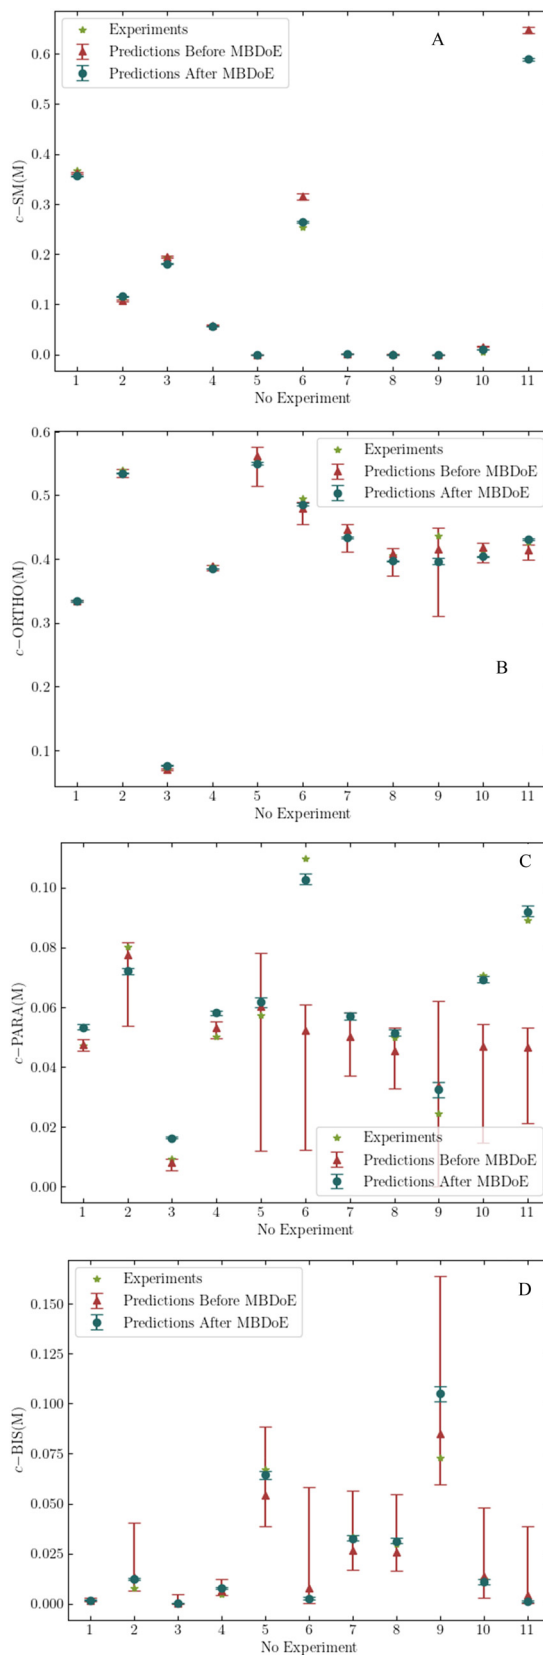 A
Experiments
Predictions Before MBDoE
Predictions After MBDoE
0.6
0.5
0.4
0.3
0.2
0.1
0.0
c−SM(M)
1 2 3 4 5 6 7 8 9 10 11
No Experiment
0.6
0.5
0.4
0.3
0.2
0.1
c−ORTHO(M)
Experiments
Predictions Before MBDoE
Predictions After MBDoE
B
1 2 3 4 5 6 7 8 9 10 11
No Experiment
C
0.10
0.08
0.06
0.04
0.02
0.00
c−PARA(M)
Experiments
Predictions Before MBDoE
Predictions After MBDoE
1 2 3 4 5 6 7 8 9 10 11
No Experiment
Experiments
Predictions Before MBDoE
Predictions After MBDoE
D
0.150
0.125
0.100
0.075
0.050
0.025
0.000
c−BIS(M)
1 2 3 4 5 6 7 8 9 10 11
No Experiment